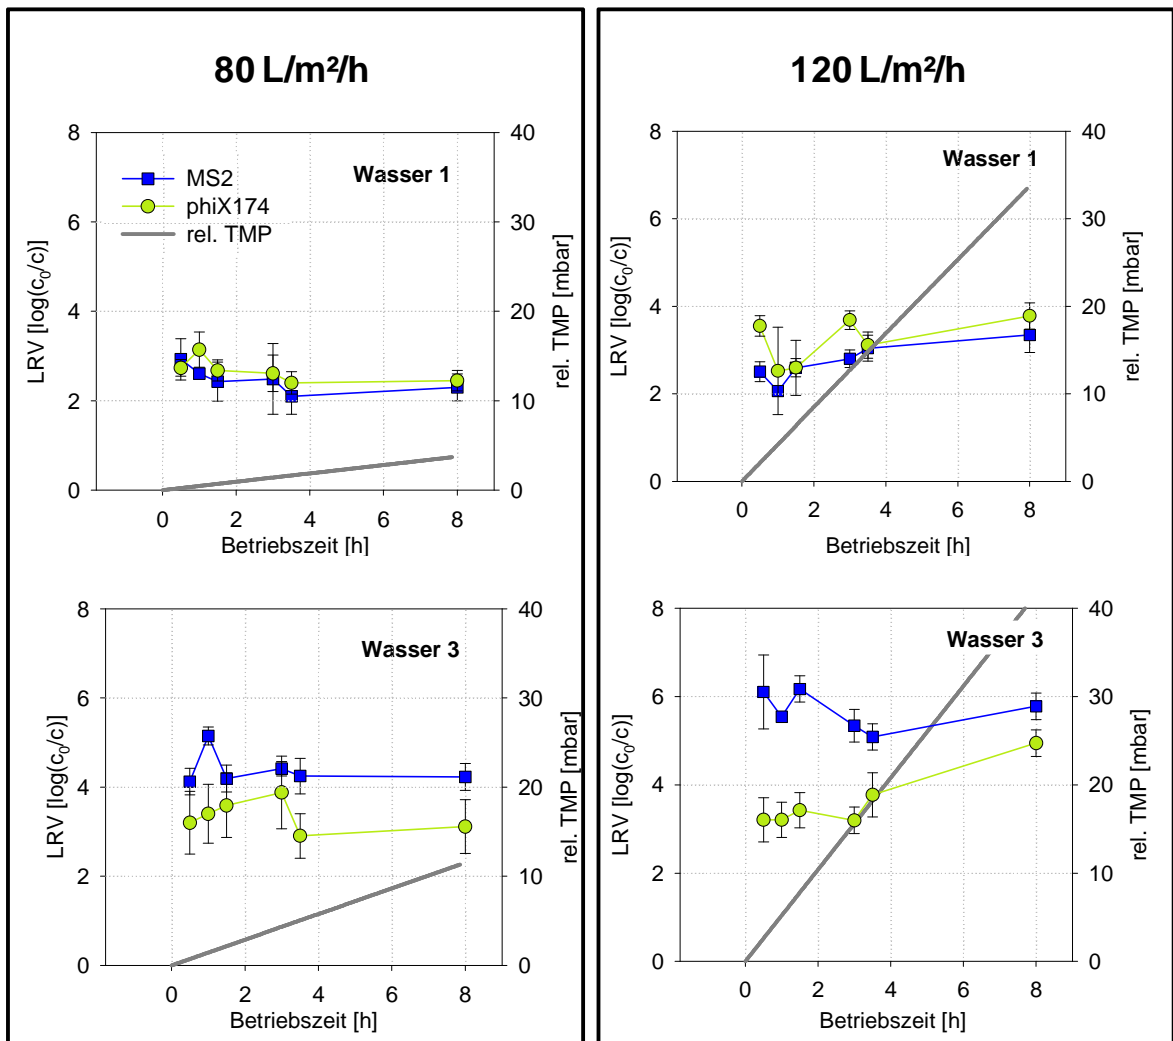 80 L/m²/h
8
6
4
2
0
40
30
20
10
0
0
2
4
6
8
LRV [log(c₀/c)]
rel. TMP [mbar]
Betriebszeit [h]
Wasser 1
MS2
phiX174
rel. TMP
8
6
4
2
0
40
30
20
10
0
0
2
4
6
8
LRV [log(c₀/c)]
rel. TMP [mbar]
Betriebszeit [h]
Wasser 3
120 L/m²/h
8
6
4
2
0
40
30
20
10
0
0
2
4
6
8
LRV [log(c₀/c)]
rel. TMP [mbar]
Betriebszeit [h]
Wasser 1
8
6
4
2
0
40
30
20
10
0
0
2
4
6
8
LRV [log(c₀/c)]
rel. TMP [mbar]
Betriebszeit [h]
Wasser 3